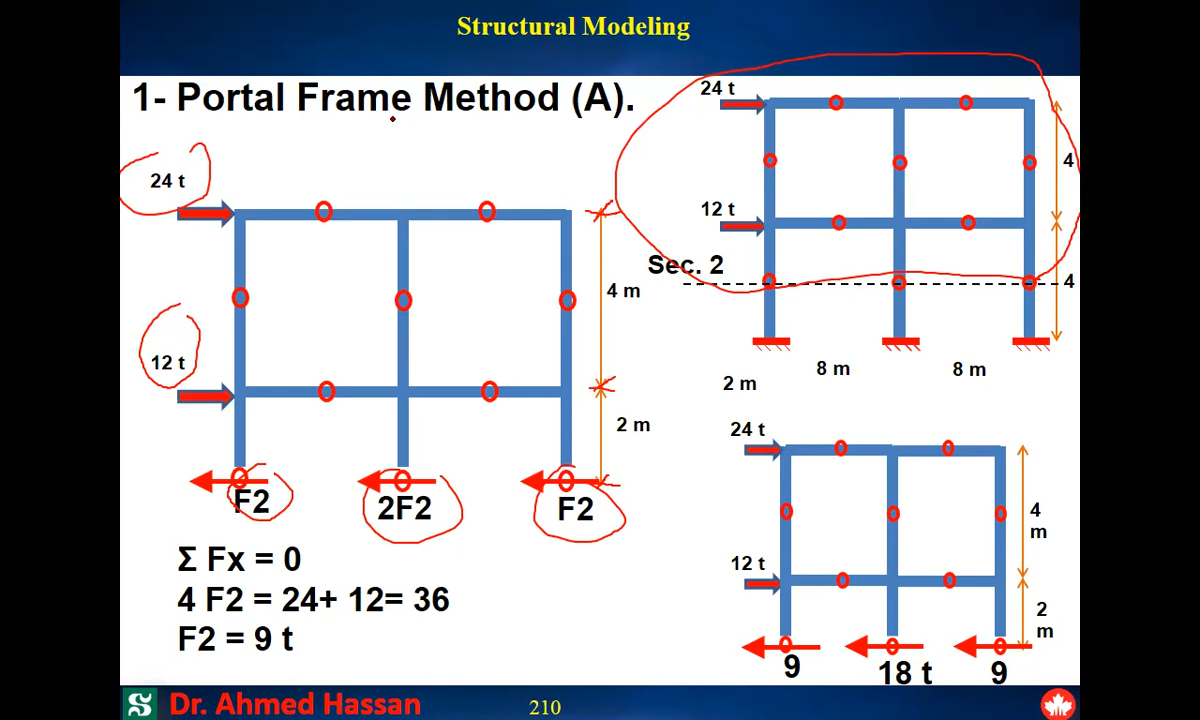 Structural Modeling
1- Portal Frame Method (A).
24 t
12 t
4 m
2 m
F2
2F2
F2
Σ Fx = 0
4 F2 = 24+ 12= 36
F2 = 9 t
24 t
4
12 t
Sec. 2
4
8 m
8 m
2 m
24 t
4
m
12 t
2
m
9
18 t
9
Dr. Ahmed Hassan
210